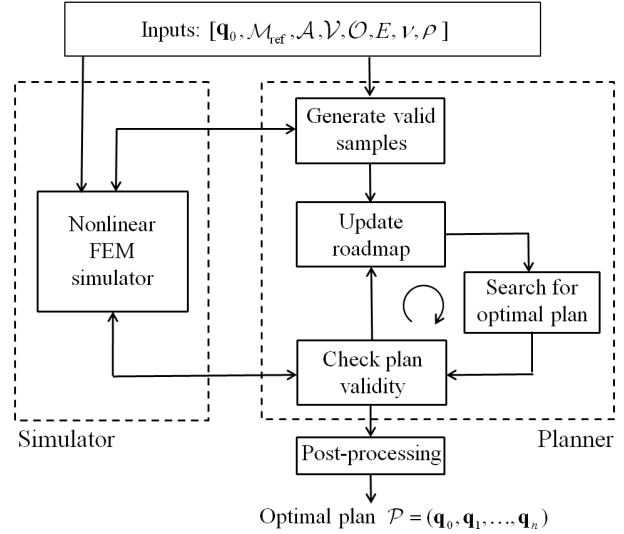 Inputs: [𝐪₀, ℳ_ref, 𝒜, 𝒱, 𝒪, E, ν, ρ]
Generate valid
samples
Nonlinear
FEM
simulator
Update
roadmap
Search for
optimal plan
Check plan
validity
Simulator
Planner
Post-processing
Optimal plan 𝒫 = (𝐪₀, 𝐪₁, …, 𝐪ₙ)